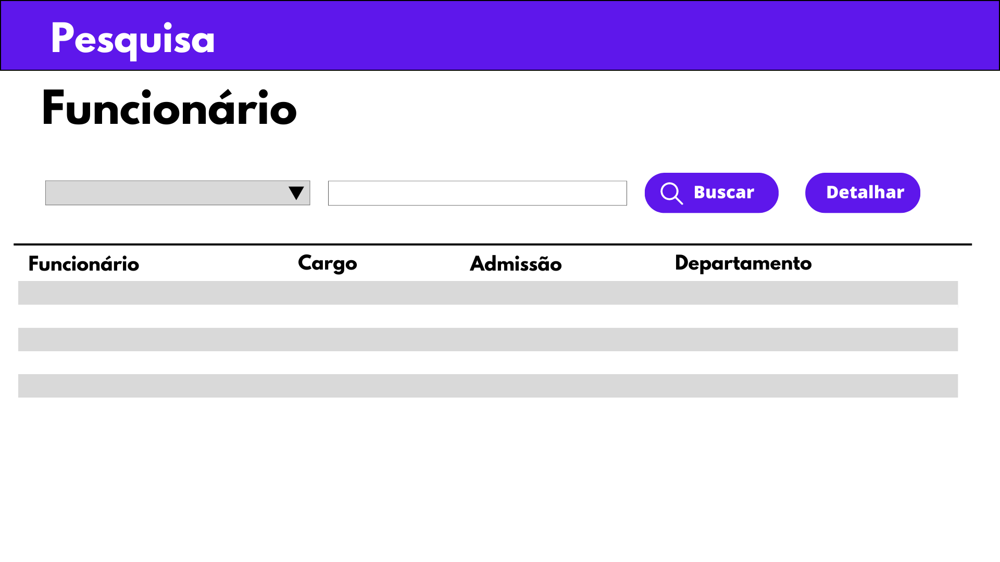 Pesquisa
Funcionário
Buscar Detalhar
Funcionário Cargo Admissão Departamento